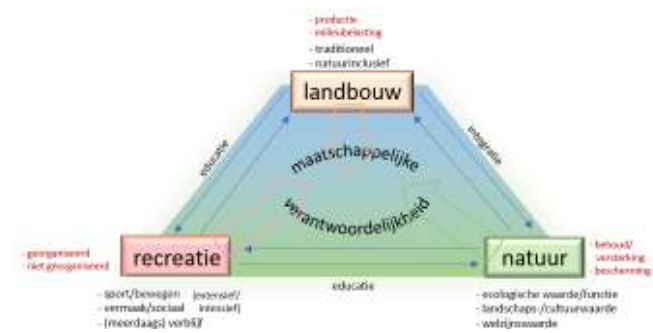 - productie
- milieubelasting
- traditioneel
- natuurinclusief
landbouw
educatie
integratie
maatschappelijke
verantwoordelijkheid
- georganiseerd
- niet georganiseerd
recreatie
natuur
- behoud/
versterking
- bescherming
educatie
- sport/bewegen (extensief/
- vermaak/sociaal intensief)
- (meerdaags) verblijf
- ecologische waarde/functie
- landschaps-/cultuurwaarde
- welzijnswaarde